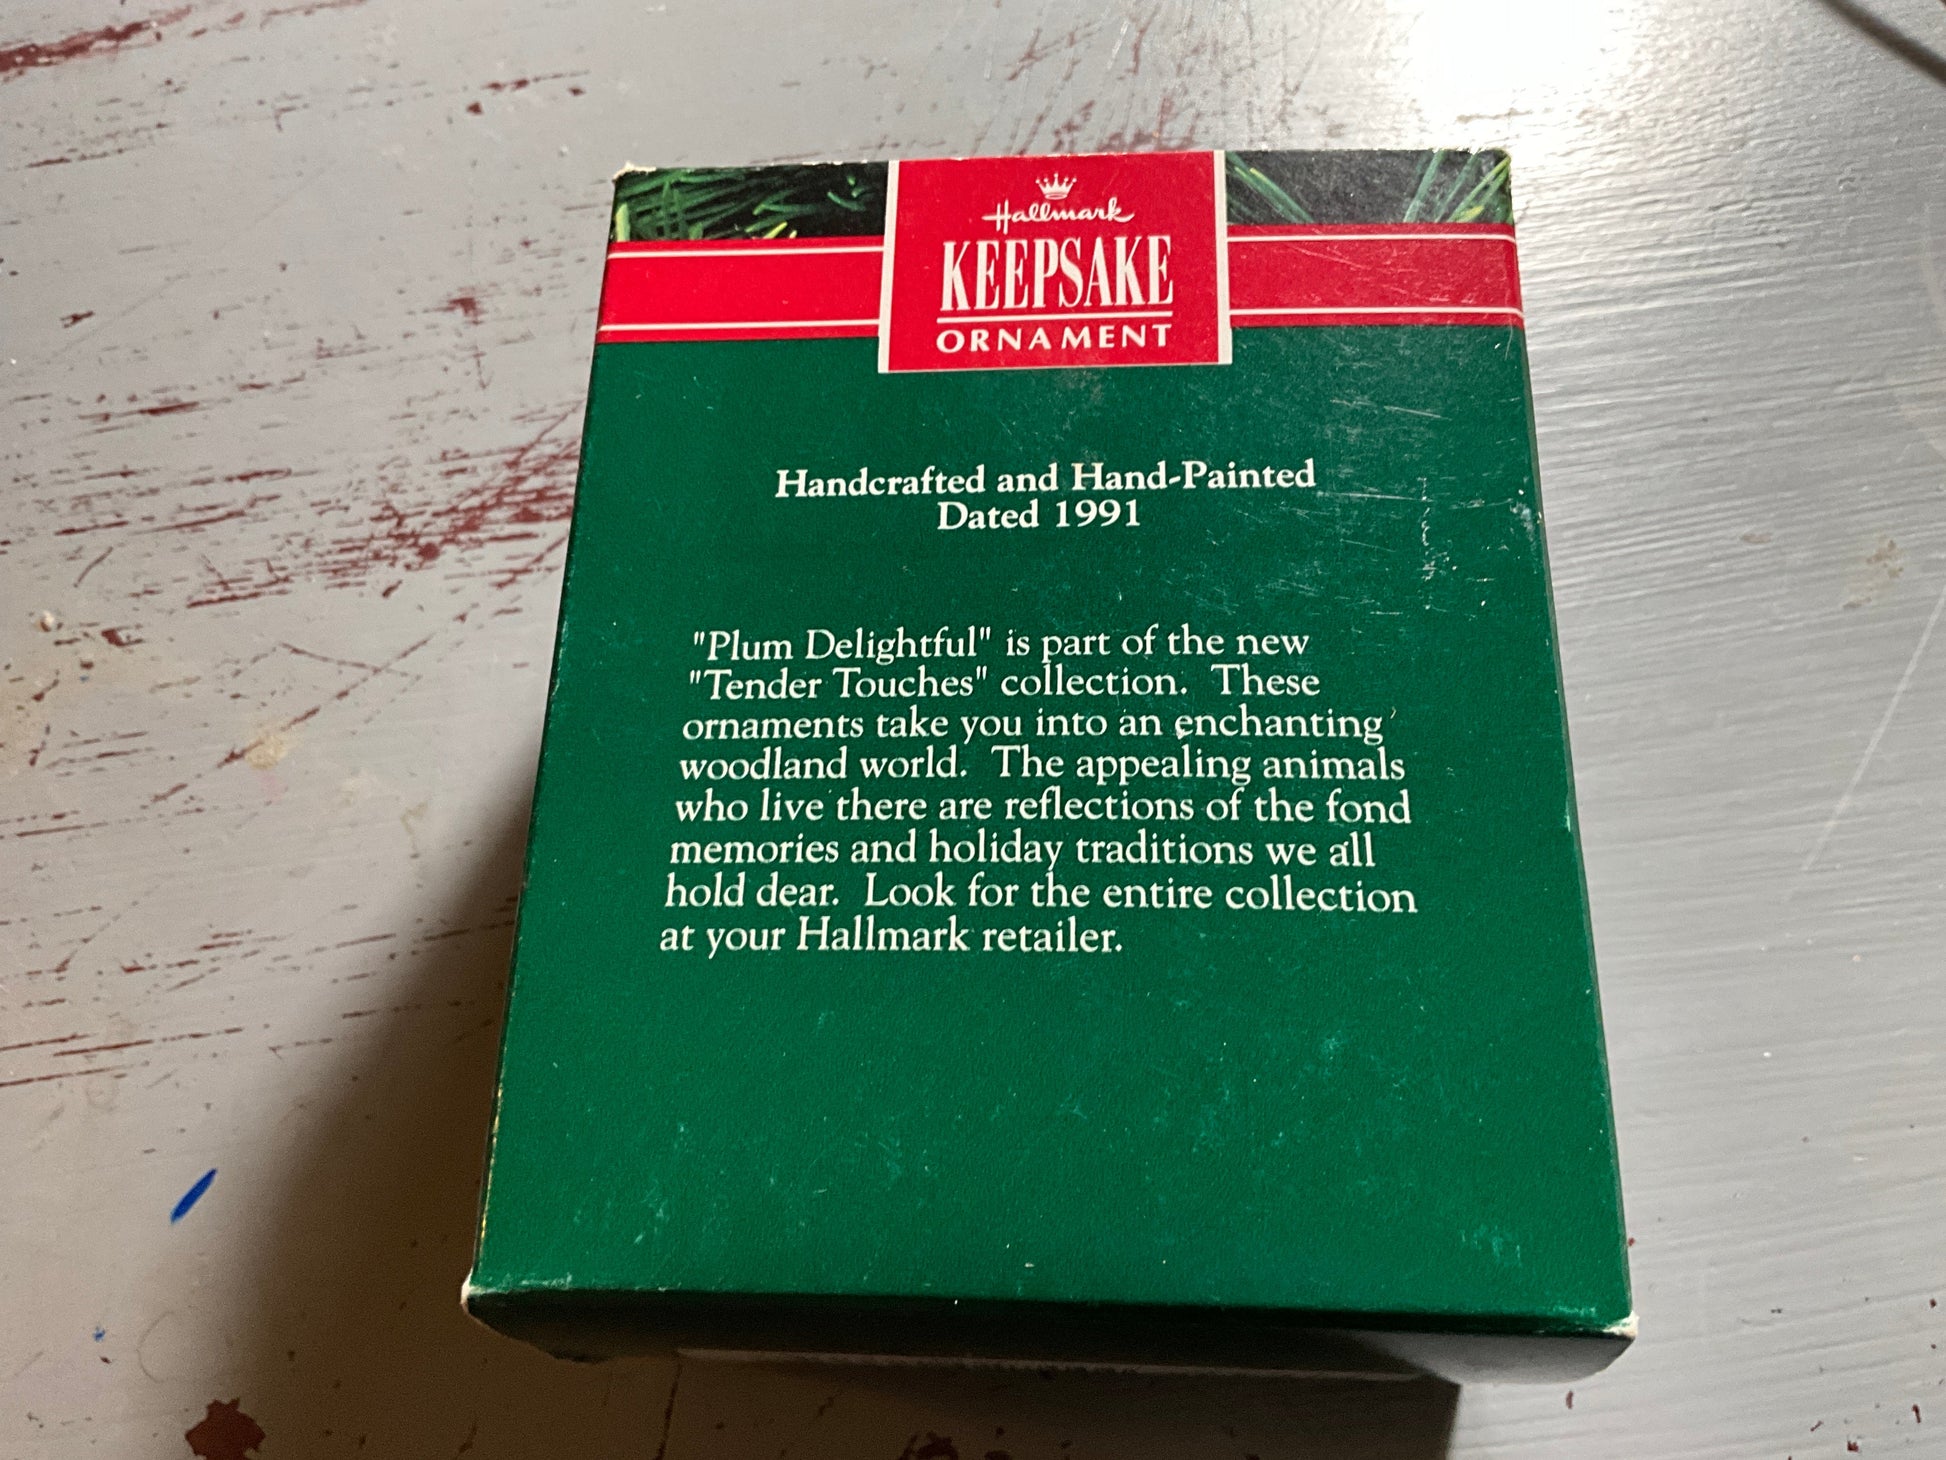 Hallmark
KEEPSAKE
ORNAMENT
Handcrafted and Hand-Painted
Dated 1991
"Plum Delightful" is part of the new
"Tender Touches" collection. These
ornaments take you into an enchanting
woodland world. The appealing animals
who live there are reflections of the fond
memories and holiday traditions we all
hold dear. Look for the entire collection
at your Hallmark retailer.